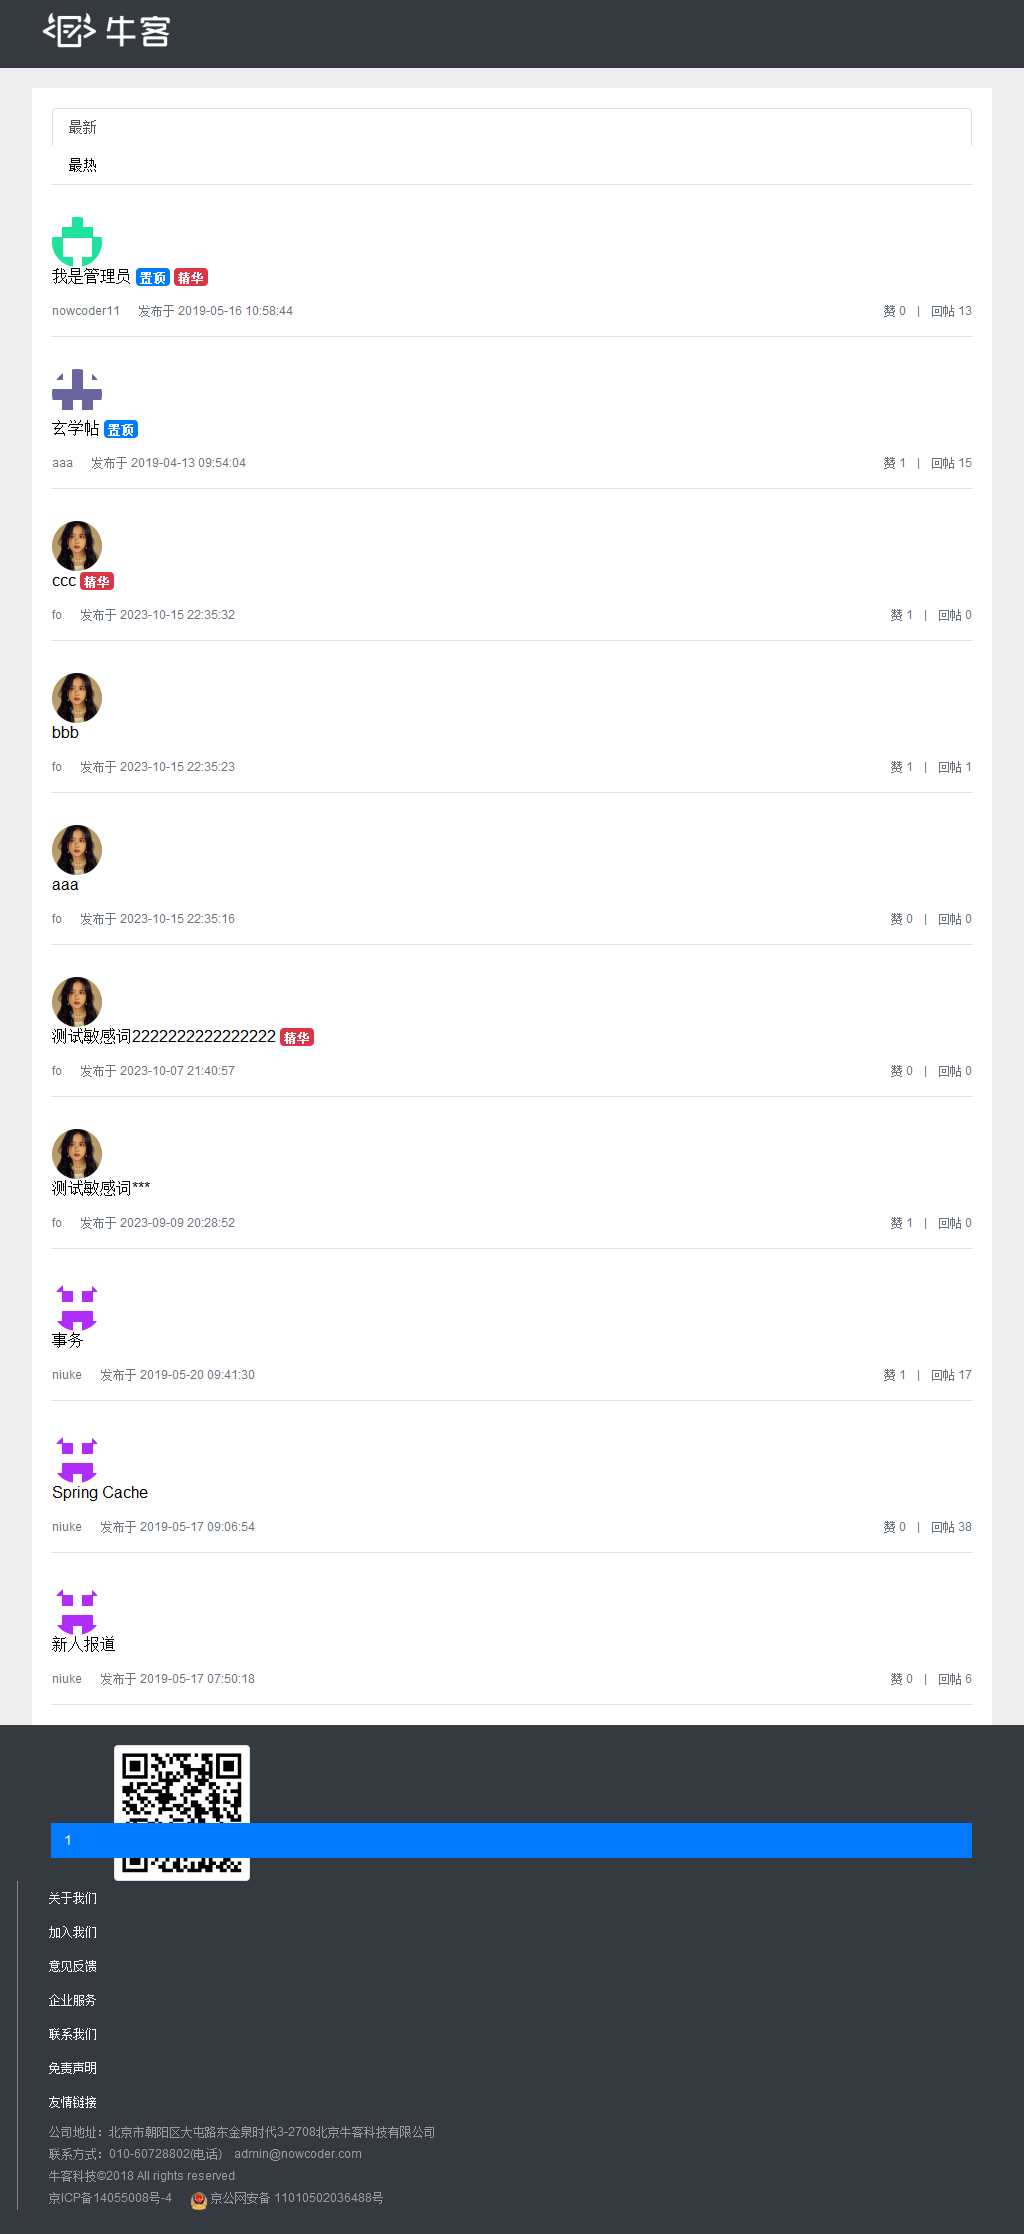 牛客
最新
最热
我是管理员 置顶 精华
nowcoder11 发布于 2019-05-16 10:58:44 赞 0 | 回帖 13
玄学帖 置顶
aaa 发布于 2019-04-13 09:54:04 赞 1 | 回帖 15
ccc 精华
fo 发布于 2023-10-15 22:35:32 赞 1 | 回帖 0
bbb
fo 发布于 2023-10-15 22:35:23 赞 1 | 回帖 1
aaa
fo 发布于 2023-10-15 22:35:16 赞 0 | 回帖 0
测试敏感词2222222222222222 精华
fo 发布于 2023-10-07 21:40:57 赞 0 | 回帖 0
测试敏感词***
fo 发布于 2023-09-09 20:28:52 赞 1 | 回帖 0
事务
niuke 发布于 2019-05-20 09:41:30 赞 1 | 回帖 17
Spring Cache
niuke 发布于 2019-05-17 09:06:54 赞 0 | 回帖 38
新人报道
niuke 发布于 2019-05-17 07:50:18 赞 0 | 回帖 6
1
关于我们
加入我们
意见反馈
企业服务
联系我们
免责声明
友情链接
公司地址：北京市朝阳区大屯路东金泉时代3-2708北京牛客科技有限公司
联系方式：010-60728802(电话) admin@nowcoder.com
牛客科技©2018 All rights reserved
京ICP备14055008号-4 京公网安备 11010502036488号